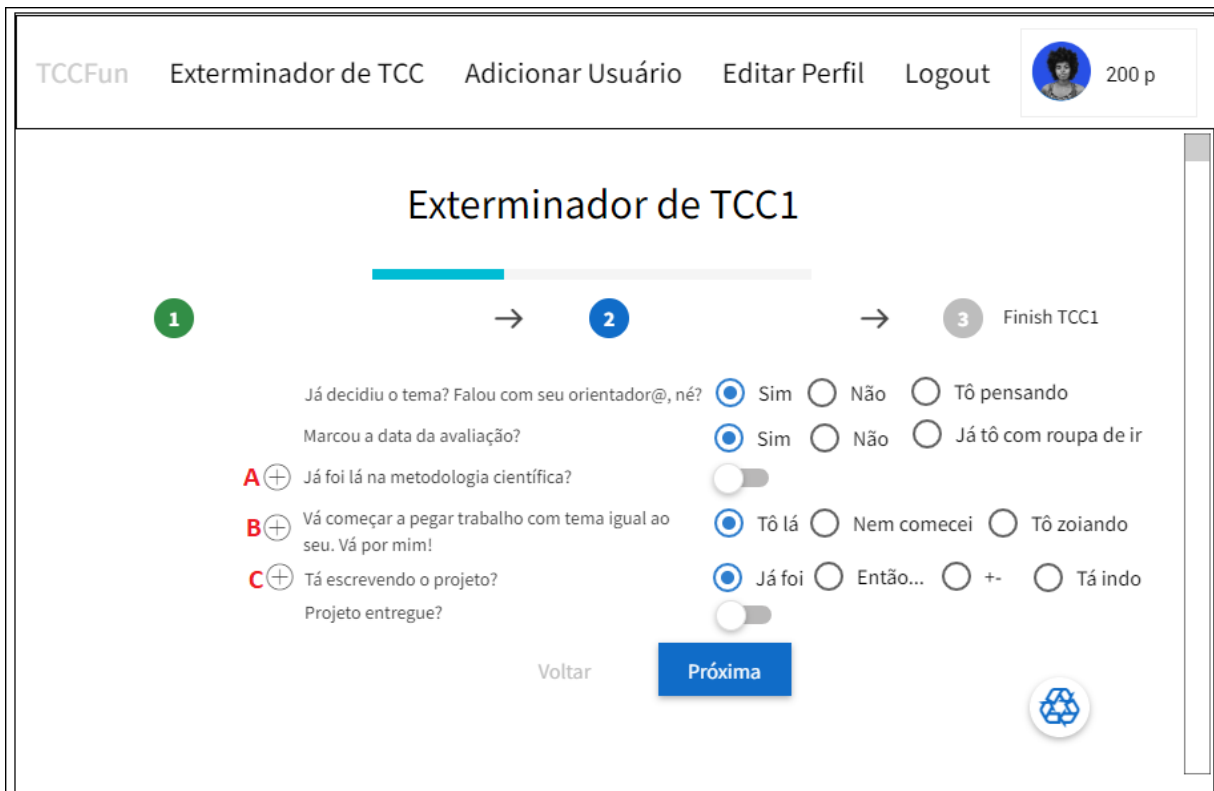 TCCFun Exterminador de TCC Adicionar Usuário Editar Perfil Logout 200 p
Exterminador de TCC1
1 → 2 → 3 Finish TCC1
Já decidiu o tema? Falou com seu orientador@, né? Sim Não Tô pensando
Marcou a data da avaliação? Sim Não Já tô com roupa de ir
A Já foi lá na metodologia científica?
B Vá começar a pegar trabalho com tema igual ao
seu. Vá por mim! Tô lá Nem comecei Tô zoiando
C Tá escrevendo o projeto? Já foi Então... +- Tá indo
Projeto entregue?
Voltar Próxima